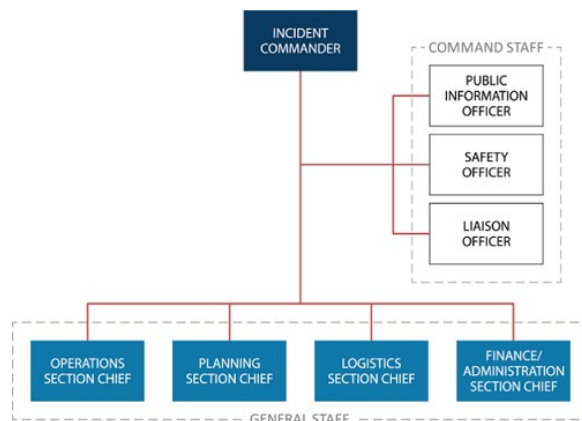 INCIDENT
COMMANDER
COMMAND STAFF
PUBLIC
INFORMATION
OFFICER
SAFETY
OFFICER
LIAISON
OFFICER
OPERATIONS
SECTION CHIEF
PLANNING
SECTION CHIEF
LOGISTICS
SECTION CHIEF
FINANCE/
ADMINISTRATION
SECTION CHIEF
GENERAL STAFF